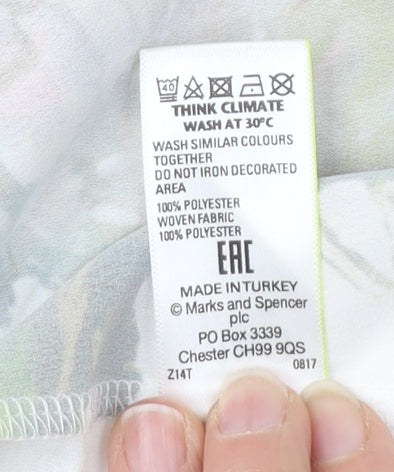 40
THINK CLIMATE
WASH AT 30°C
WASH SIMILAR COLOURS
TOGETHER
DO NOT IRON DECORATED
AREA
100% POLYESTER
WOVEN FABRIC
100% POLYESTER
EAC
MADE IN TURKEY
© Marks and Spencer
plc
PO Box 3339
Chester CH99 9QS
Z14T 0817